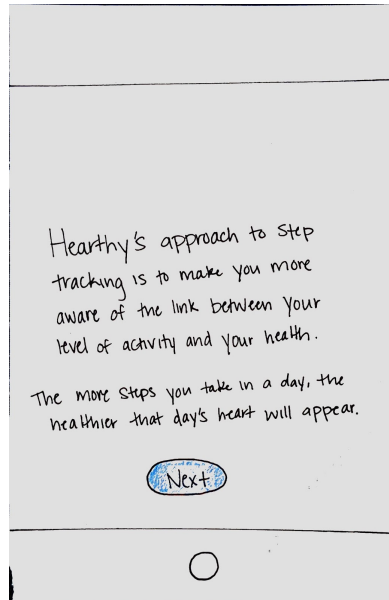 Hearthy's approach to step
tracking is to make you more
aware of the link between your
level of activity and your health.
The more steps you take in a day, the
healthier that day's heart will appear.
Next